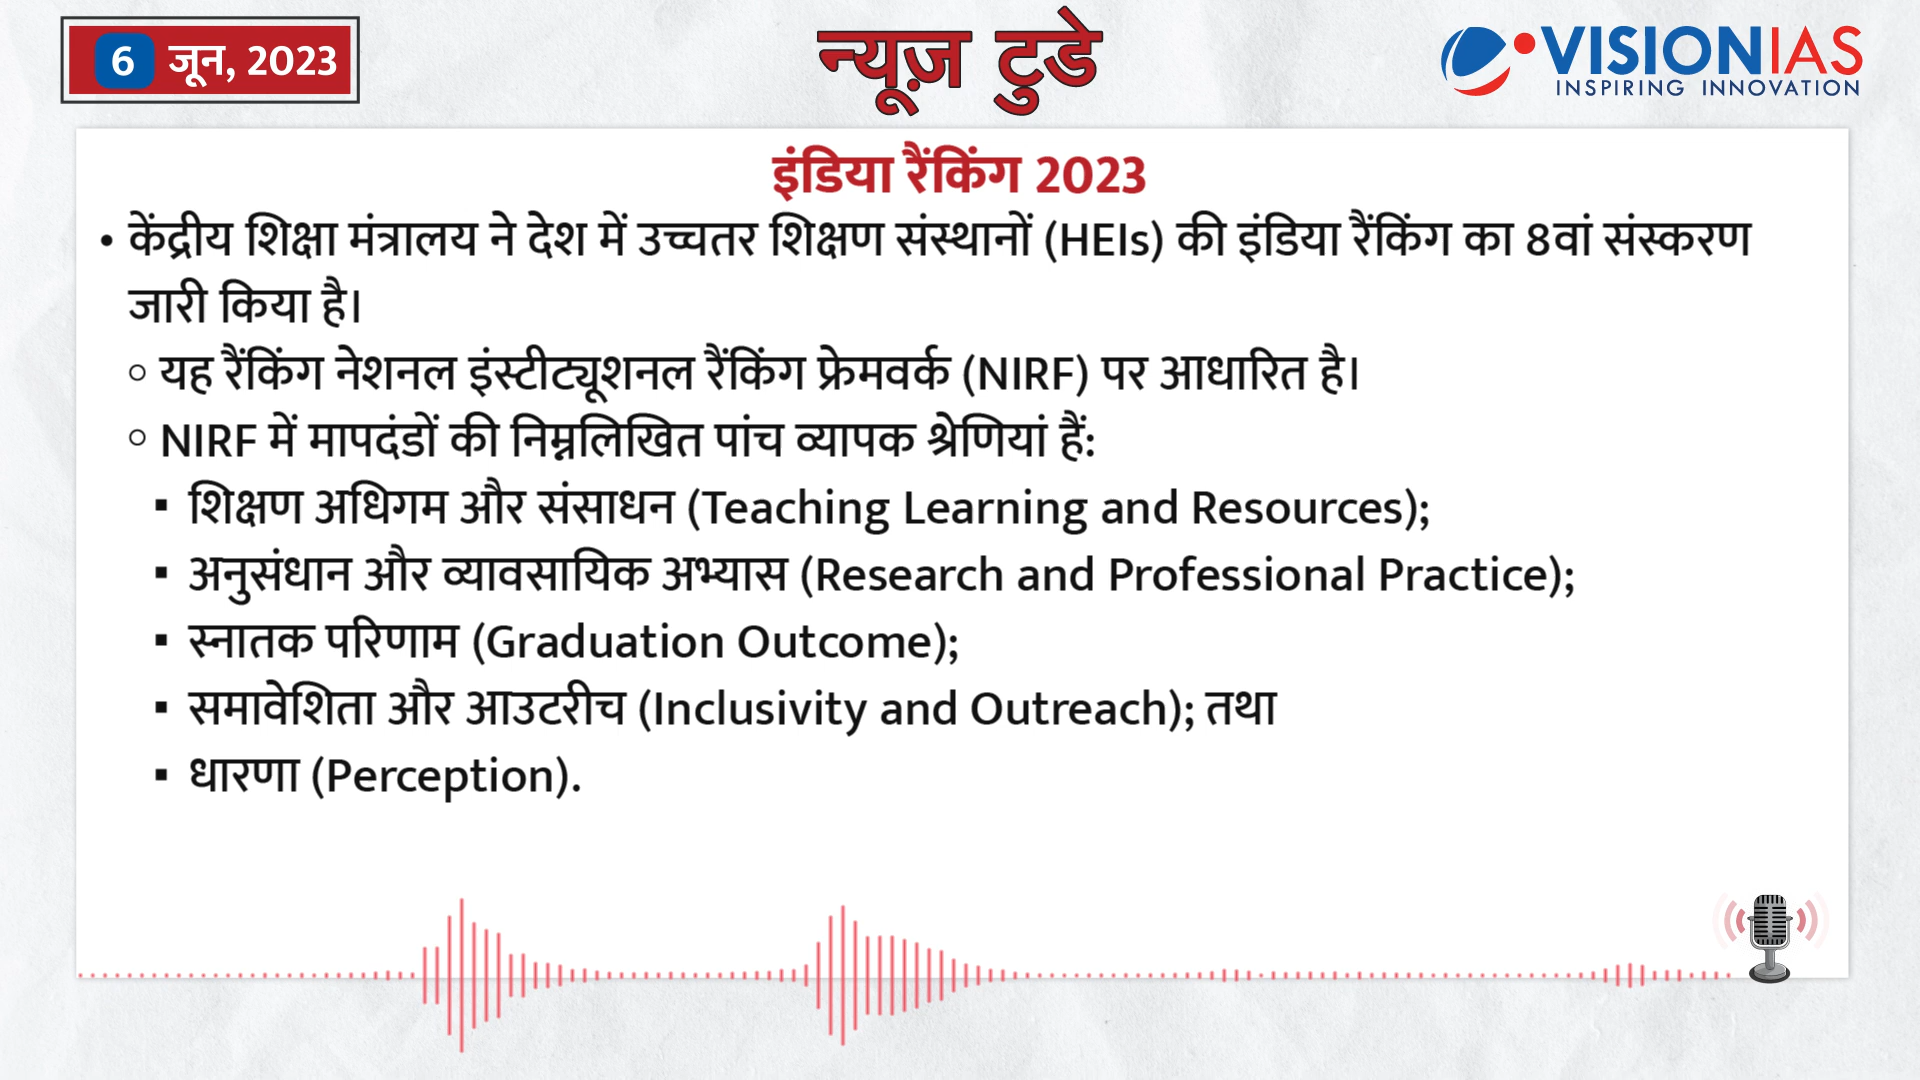 6 जून, 2023
न्यूज़ टुडे
VISIONIAS
INSPIRING INNOVATION
इंडिया रैंकिंग 2023
• केंद्रीय शिक्षा मंत्रालय ने देश में उच्चतर शिक्षण संस्थानों (HEIs) की इंडिया रैंकिंग का 8वां संस्करण
जारी किया है।
○ यह रैंकिंग नेशनल इंस्टीट्यूशनल रैंकिंग फ्रेमवर्क (NIRF) पर आधारित है।
○ NIRF में मापदंडों की निम्नलिखित पांच व्यापक श्रेणियां हैं:
▪ शिक्षण अधिगम और संसाधन (Teaching Learning and Resources);
▪ अनुसंधान और व्यावसायिक अभ्यास (Research and Professional Practice);
▪ स्नातक परिणाम (Graduation Outcome);
▪ समावेशिता और आउटरीच (Inclusivity and Outreach); तथा
▪ धारणा (Perception).